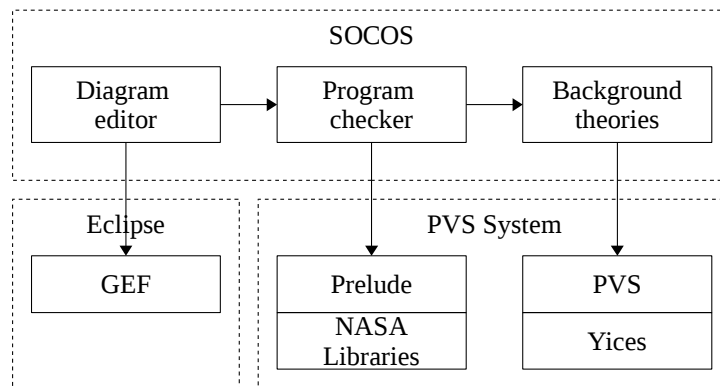 SOCOS
Diagram
editor
Program
checker
Background
theories
Eclipse
PVS System
GEF
Prelude
NASA
Libraries
PVS
Yices